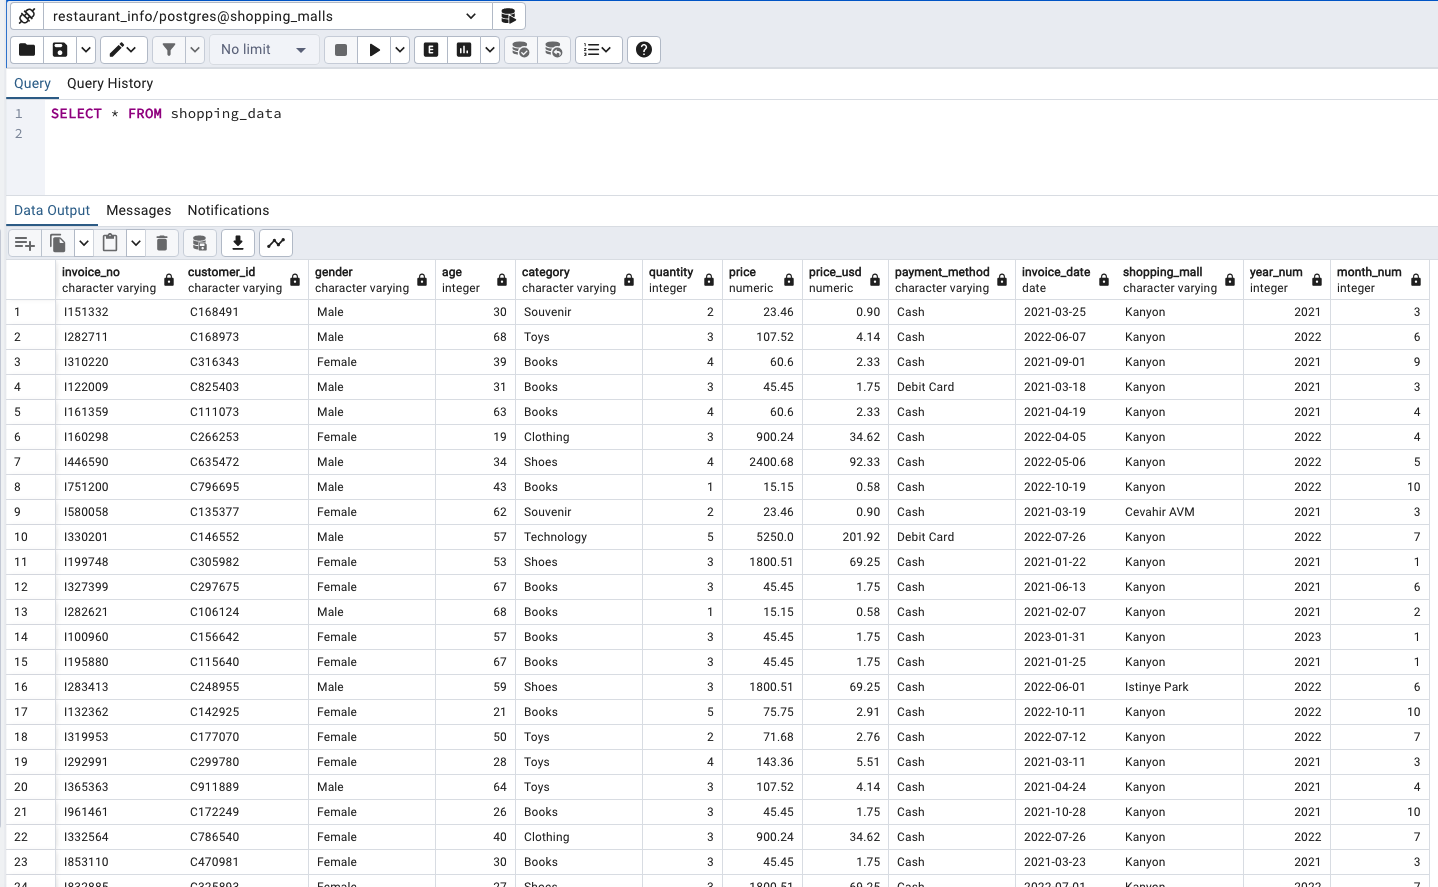 restaurant_info/postgres@shopping_malls
No limit
E
Query Query History
1 SELECT * FROM shopping_data
2
Data Output Messages Notifications
invoice_no customer_id gender age category quantity price price_usd payment_method invoice_date shopping_mall year_num month_num
character varying character varying character varying integer character varying integer numeric numeric character varying date character varying integer integer
1 I151332 C168491 Male 30 Souvenir 2 23.46 0.90 Cash 2021-03-25 Kanyon 2021 3
2 I282711 C168973 Male 68 Toys 3 107.52 4.14 Cash 2022-06-07 Kanyon 2022 6
3 I310220 C316343 Female 39 Books 4 60.6 2.33 Cash 2021-09-01 Kanyon 2021 9
4 I122009 C825403 Male 31 Books 3 45.45 1.75 Debit Card 2021-03-18 Kanyon 2021 3
5 I161359 C111073 Male 63 Books 4 60.6 2.33 Cash 2021-04-19 Kanyon 2021 4
6 I160298 C266253 Female 19 Clothing 3 900.24 34.62 Cash 2022-04-05 Kanyon 2022 4
7 I446590 C635472 Male 34 Shoes 4 2400.68 92.33 Cash 2022-05-06 Kanyon 2022 5
8 I751200 C796695 Male 43 Books 1 15.15 0.58 Cash 2022-10-19 Kanyon 2022 10
9 I580058 C135377 Female 62 Souvenir 2 23.46 0.90 Cash 2021-03-19 Cevahir AVM 2021 3
10 I330201 C146552 Male 57 Technology 5 5250.0 201.92 Debit Card 2022-07-26 Kanyon 2022 7
11 I199748 C305982 Female 53 Shoes 3 1800.51 69.25 Cash 2021-01-22 Kanyon 2021 1
12 I327399 C297675 Female 67 Books 3 45.45 1.75 Cash 2021-06-13 Kanyon 2021 6
13 I282621 C106124 Male 68 Books 1 15.15 0.58 Cash 2021-02-07 Kanyon 2021 2
14 I100960 C156642 Female 57 Books 3 45.45 1.75 Cash 2023-01-31 Kanyon 2023 1
15 I195880 C115640 Female 67 Books 3 45.45 1.75 Cash 2021-01-25 Kanyon 2021 1
16 I283413 C248955 Male 59 Shoes 3 1800.51 69.25 Cash 2022-06-01 Istinye Park 2022 6
17 I132362 C142925 Female 21 Books 5 75.75 2.91 Cash 2022-10-11 Kanyon 2022 10
18 I319953 C177070 Female 50 Toys 2 71.68 2.76 Cash 2022-07-12 Kanyon 2022 7
19 I292991 C299780 Female 28 Toys 4 143.36 5.51 Cash 2021-03-11 Kanyon 2021 3
20 I365363 C911889 Male 64 Toys 3 107.52 4.14 Cash 2021-04-24 Kanyon 2021 4
21 I961461 C172249 Female 26 Books 3 45.45 1.75 Cash 2021-10-28 Kanyon 2021 10
22 I332564 C786540 Female 40 Clothing 3 900.24 34.62 Cash 2022-07-26 Kanyon 2022 7
23 I853110 C470981 Female 30 Books 3 45.45 1.75 Cash 2021-03-23 Kanyon 2021 3
24 I832885 C325893 Female 27 Shoes 3 1800.51 69.25 Cash 2022-07-01 Kanyon 2022 7